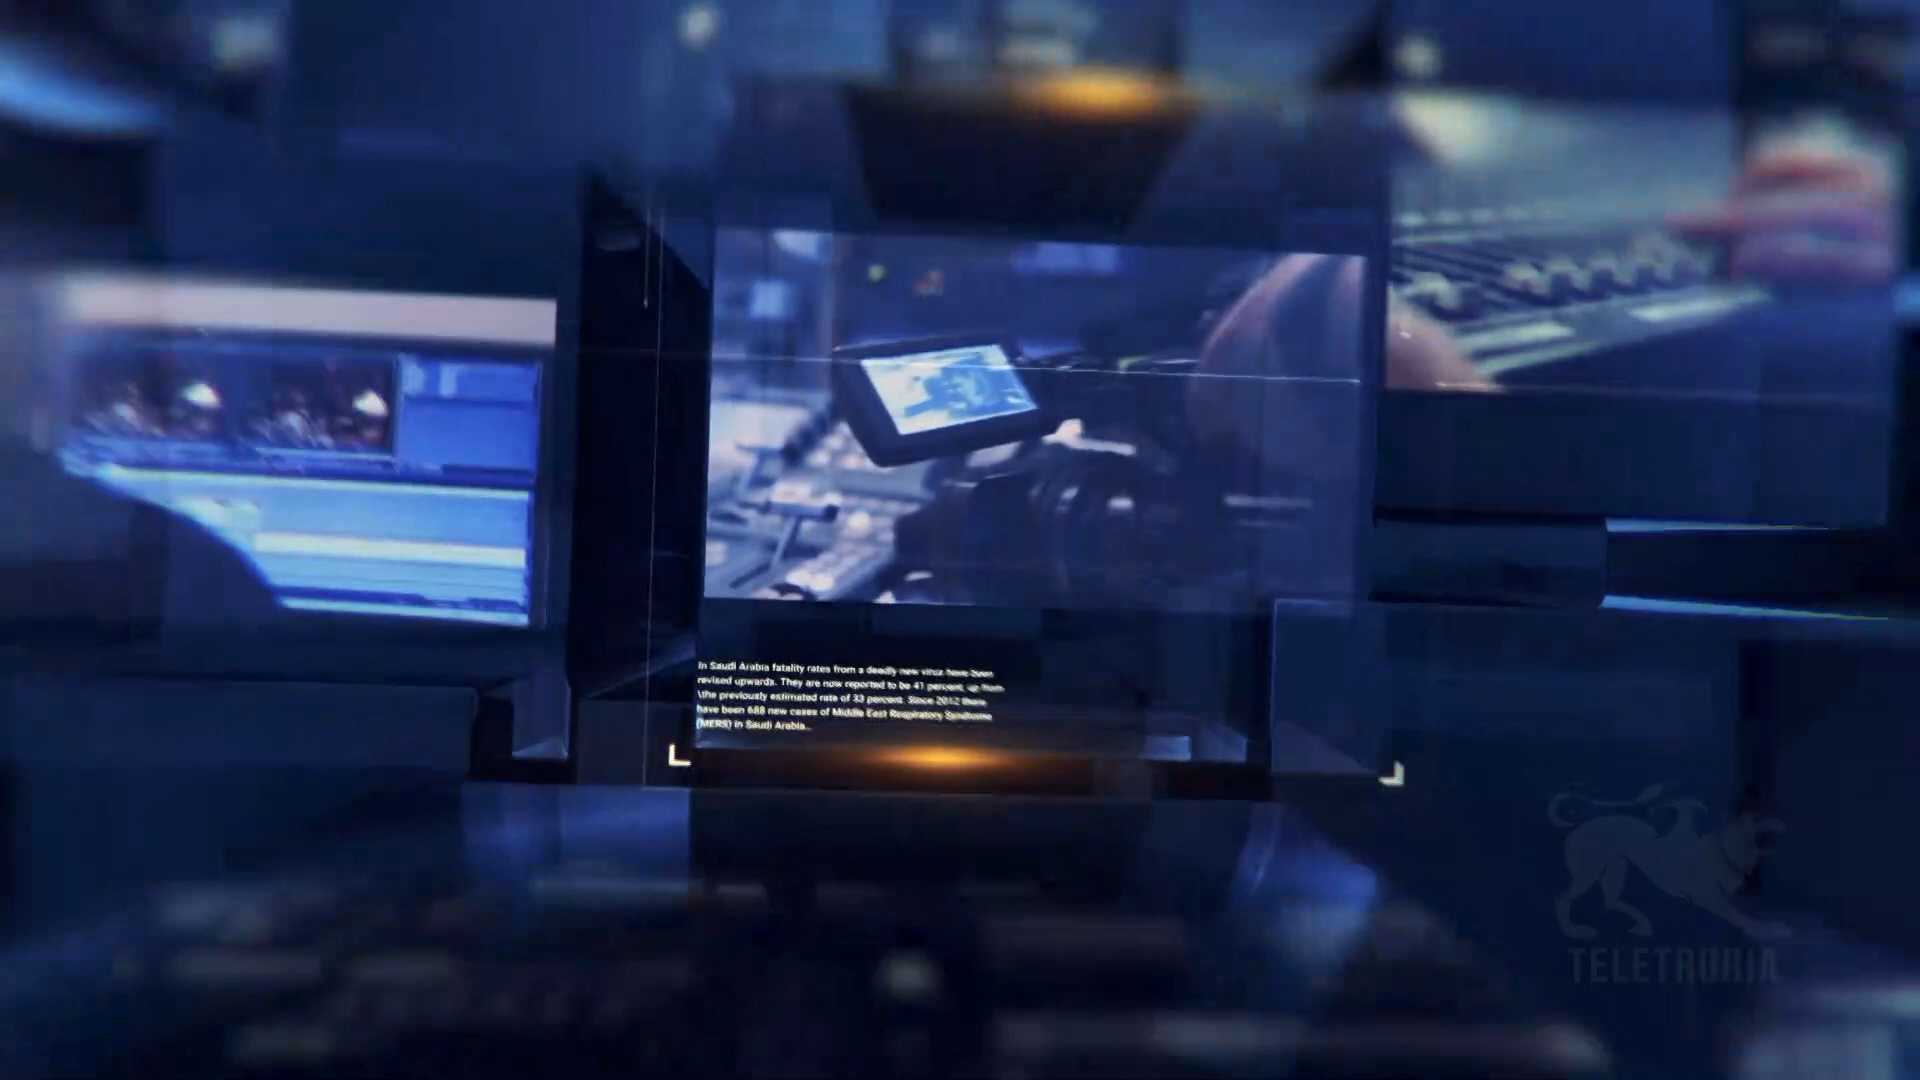 In Saudi Arabia fatality rates from a deadly new virus have been
revised upwards. They are now reported to be 41 percent, up from
\the previously estimated rate of 33 percent. Since 2012 there
have been 688 new cases of Middle East Respiratory Syndrome
(MERS) in Saudi Arabia...
TELETRURIA